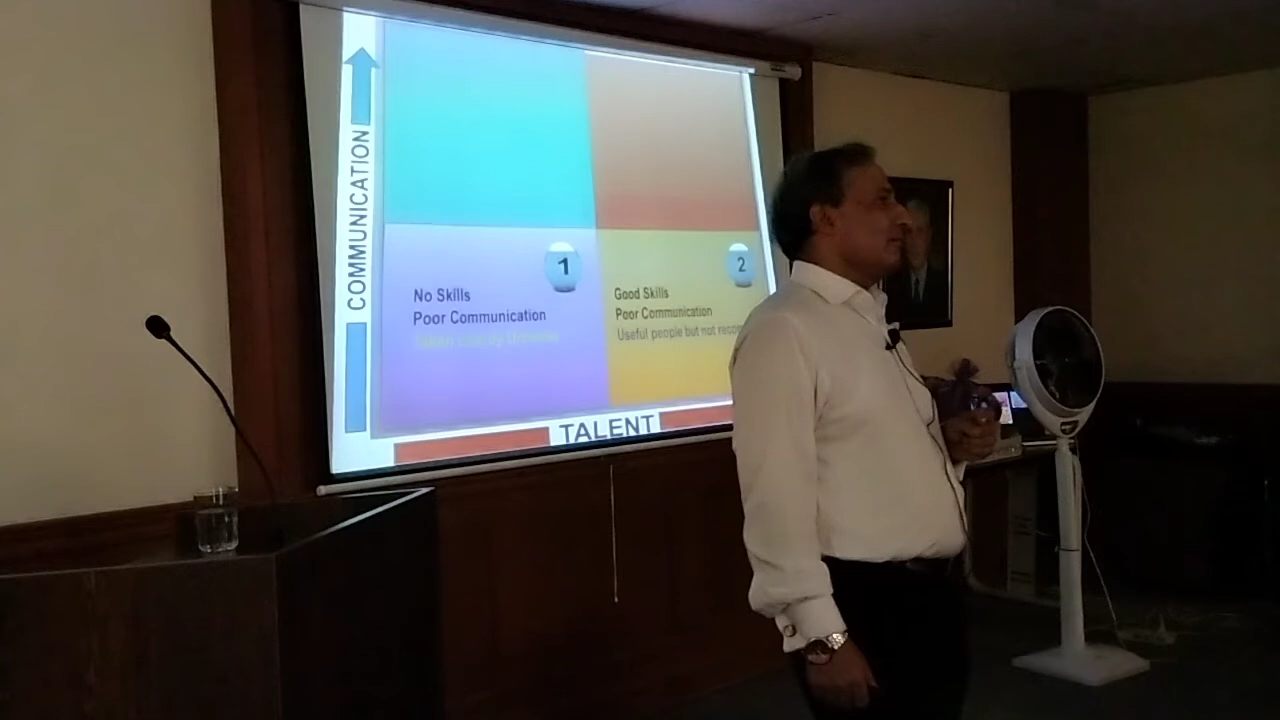 COMMUNICATION
1
No Skills
Poor Communication
2
Good Skills
Poor Communication
Useful people but not
TALENT